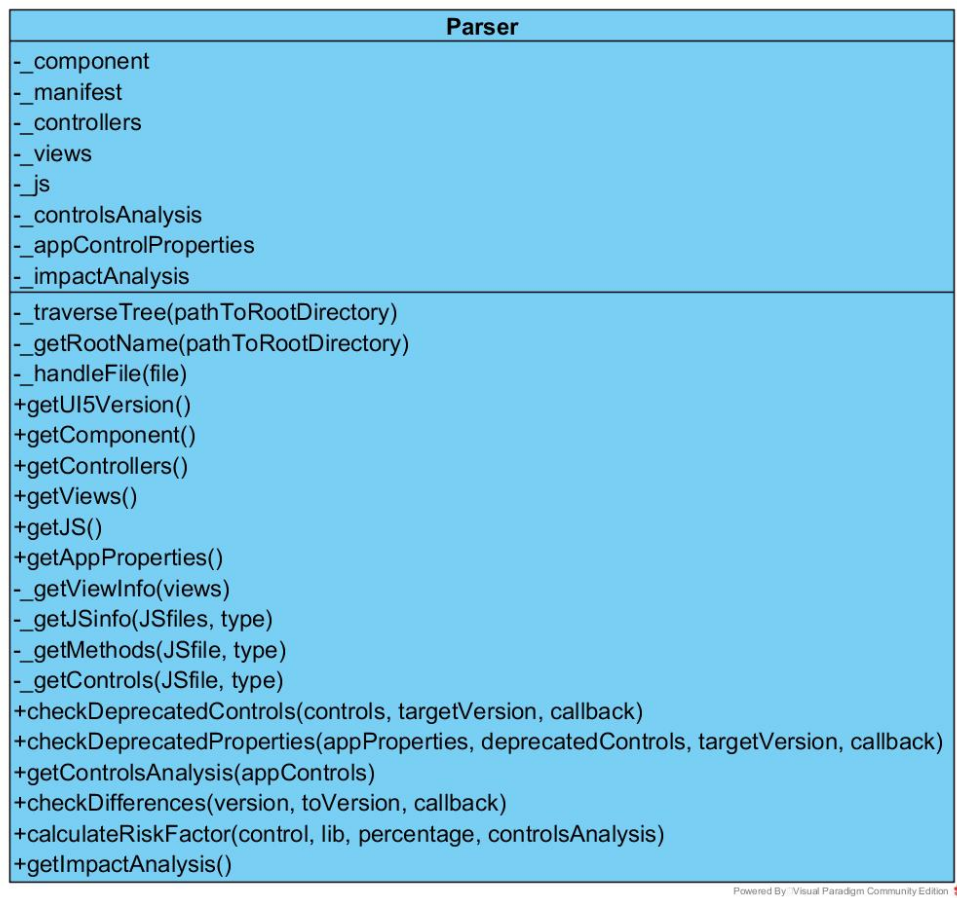 Parser
-_component
-_manifest
-_controllers
-_views
-_js
-_controlsAnalysis
-_appControlProperties
-_impactAnalysis
-_traverseTree(pathToRootDirectory)
-_getRootName(pathToRootDirectory)
-_handleFile(file)
+getUI5Version()
+getComponent()
+getControllers()
+getViews()
+getJS()
+getAppProperties()
-_getViewInfo(views)
-_getJSinfo(JSfiles, type)
-_getMethods(JSfile, type)
-_getControls(JSfile, type)
+checkDeprecatedControls(controls, targetVersion, callback)
+checkDeprecatedProperties(appProperties, deprecatedControls, targetVersion, callback)
+getControlsAnalysis(appControls)
+checkDifferences(version, toVersion, callback)
+calculateRiskFactor(control, lib, percentage, controlsAnalysis)
+getImpactAnalysis()
Powered By Visual Paradigm Community Edition